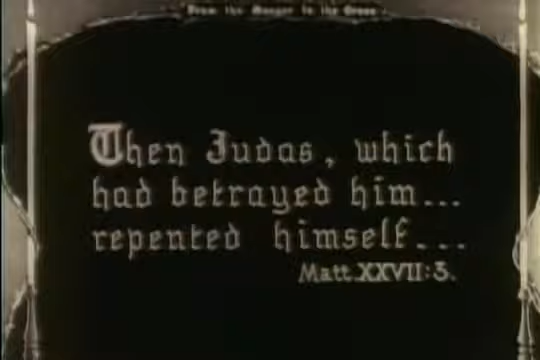 From the Manger to the Cross
Then Judas, which
had betrayed him...
repented himself...
Matt.XXVII:3.